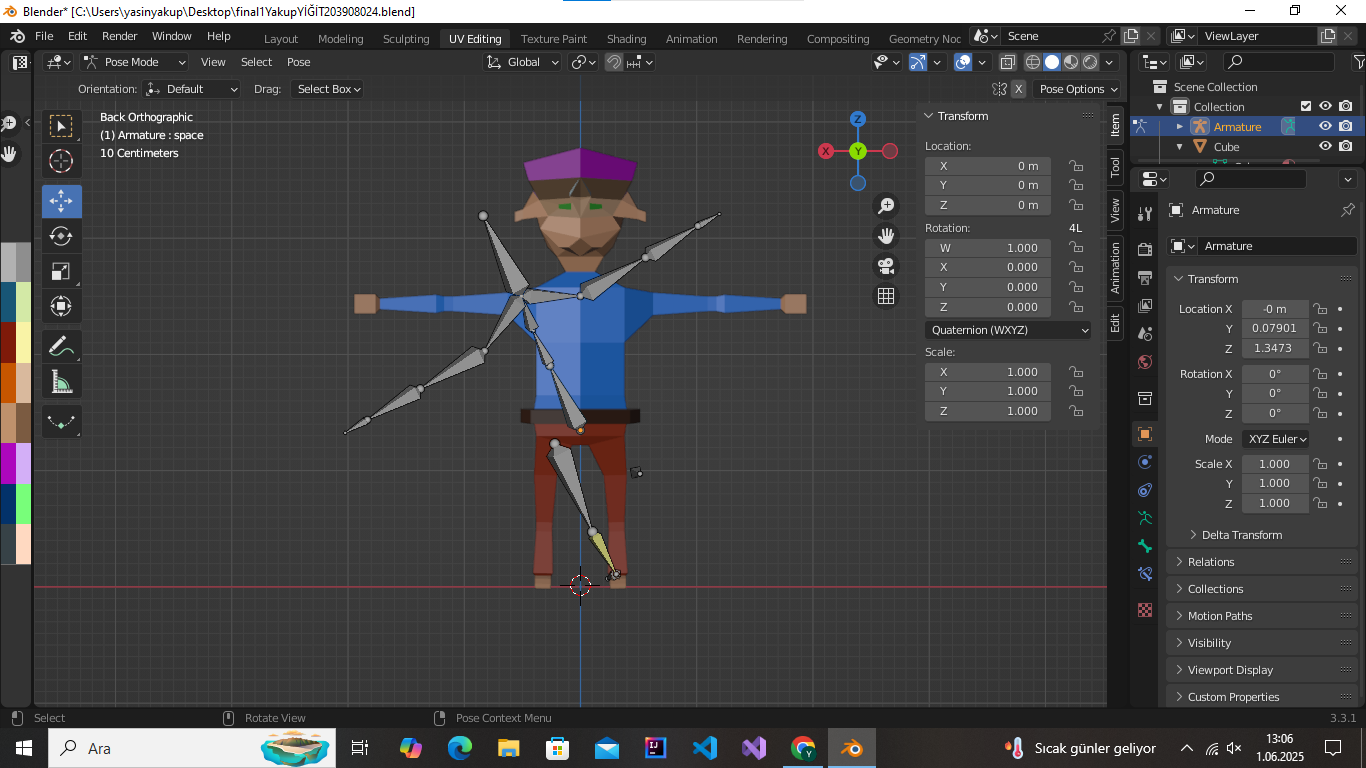 Blender* [C:\Users\yasinyakup\Desktop\final1YakupYİĞİT203908024.blend]
File Edit Render Window Help Layout Modeling Sculpting UV Editing Texture Paint Shading Animation Rendering Compositing Geometry Noc Scene ViewLayer
Pose Mode View Select Pose Global
Orientation: Default Drag: Select Box X Pose Options
Scene Collection
Collection
Armature
Cube
Back Orthographic
(1) Armature : space
10 Centimeters
Z
X
Y
Transform
Location:
X 0 m
Y 0 m
Z 0 m
Rotation: 4L
W 1.000
X 0.000
Y 0.000
Z 0.000
Quaternion (WXYZ)
Scale:
X 1.000
Y 1.000
Z 1.000
Item
Tool
View
Animation
Edit
Armature
Armature
Transform
Location X -0 m
Y 0.07901
Z 1.3473
Rotation X 0°
Y 0°
Z 0°
Mode XYZ Euler
Scale X 1.000
Y 1.000
Z 1.000
Delta Transform
Relations
Collections
Motion Paths
Visibility
Viewport Display
Custom Properties
Select Rotate View Pose Context Menu 3.3.1
Ara
Sıcak günler geliyor
13:06
1.06.2025